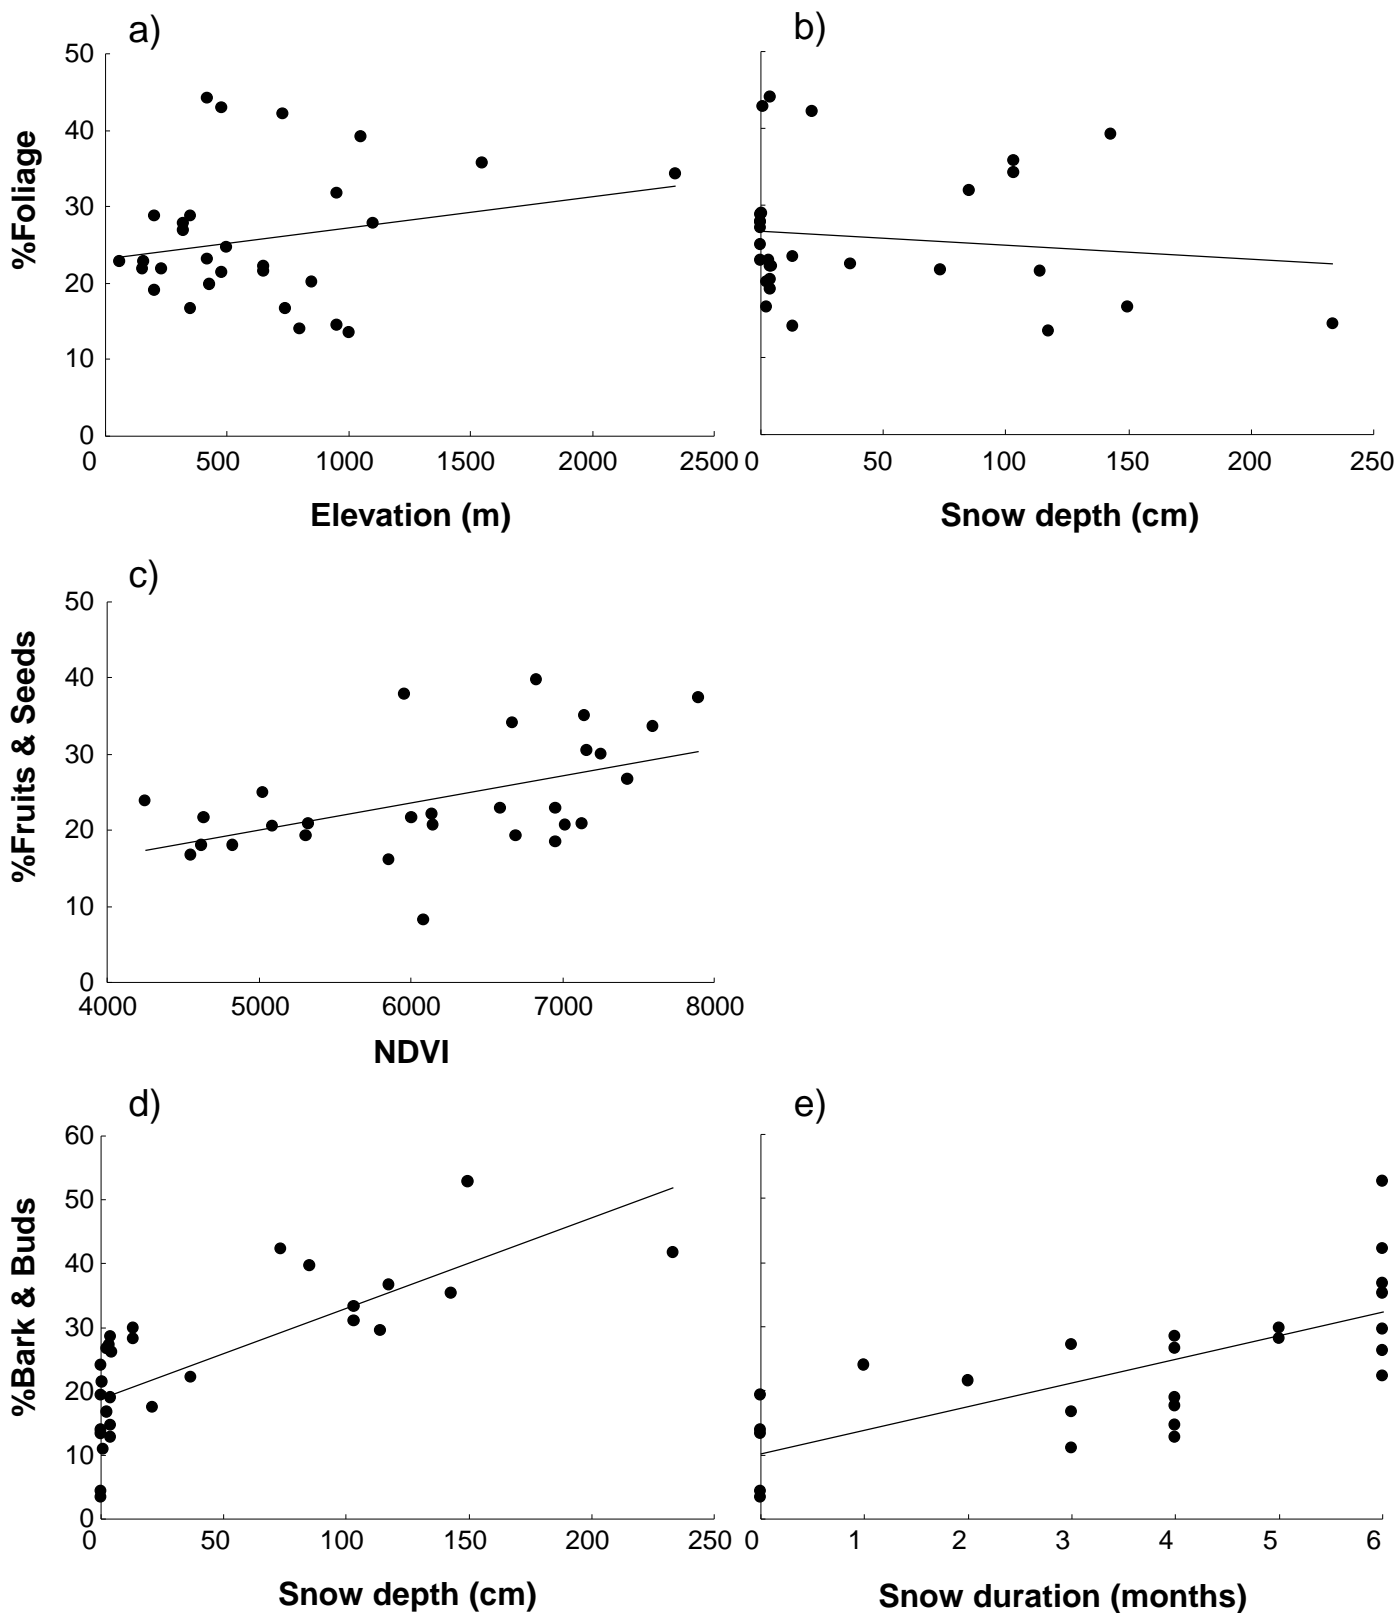 a)
50
40
30
20
10
0
%Foliage
0 500 1000 1500 2000 2500
Elevation (m)
b)
0 50 100 150 200 250
Snow depth (cm)
c)
50
40
30
20
10
0
%Fruits & Seeds
4000 5000 6000 7000 8000
NDVI
d)
60
50
40
30
20
10
0
%Bark & Buds
0 50 100 150 200 250
Snow depth (cm)
e)
0 1 2 3 4 5 6
Snow duration (months)